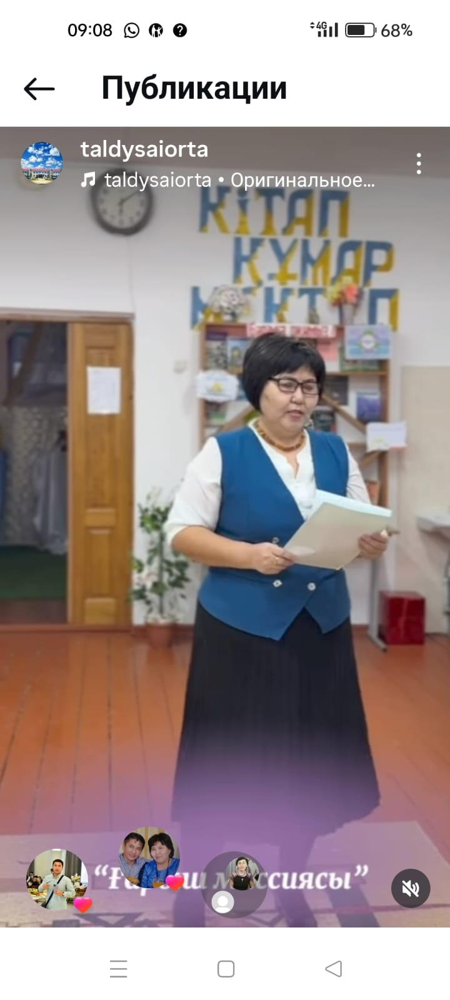 09:08
4G
68%
Публикации
taldysaiorta
taldysaiorta • Оригинальное...
КІТАП
ҚҰМАР
МЕКТЕП
ссиясы”